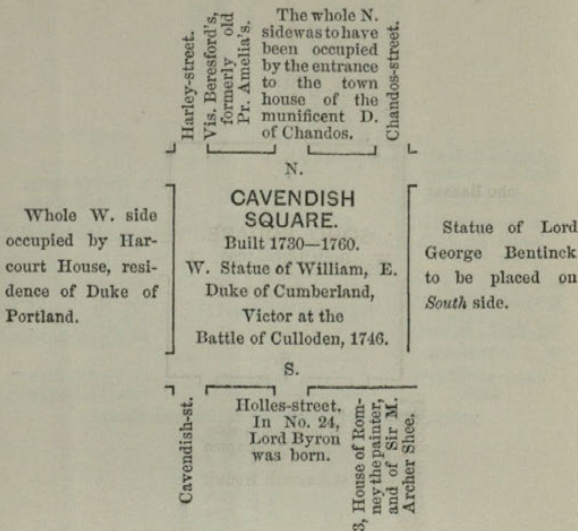 Harley-street.
Vis. Beresford's,
formerly old
Pr. Amelia's.
The whole N.
side was to have
been occupied
by the entrance
to the town
house of the
munificent D.
of Chandos.
Chandos-street.
N.
Whole W. side
occupied by Har-
court House, resi-
dence of Duke of
Portland.
CAVENDISH
SQUARE.
Built 1730—1760.
W. Statue of William, E.
Duke of Cumberland,
Victor at the
Battle of Culloden, 1746.
Statue of Lord
George Bentinck
to be placed on
South side.
S.
Cavendish-st.
Holles-street.
In No. 24,
Lord Byron
was born.
3, House of Rom-
ney the painter,
and of Sir M.
Archer Shee.